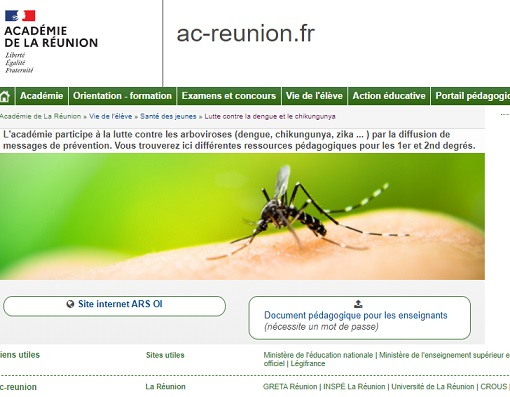 ACADÉMIE
DE LA RÉUNION
Liberté
Égalité
Fraternité
ac-reunion.fr
Académie Orientation - formation Examens et concours Vie de l'élève Action éducative Portail pédagogiq
Académie de La Réunion » Vie de l'élève » Santé des jeunes » Lutte contre la dengue et le chikungunya
L'académie participe à la lutte contre les arboviroses (dengue, chikungunya, zika ... ) par la diffusion de
messages de prévention. Vous trouverez ici différentes ressources pédagogiques pour les 1er et 2nd degrés.
Site internet ARS OI
Document pédagogique pour les enseignants
(nécessite un mot de passe)
iens utiles Sites utiles Ministère de l'éducation nationale | Ministère de l'enseignement supérieur e
officiel | Légifrance
c-reunion La Réunion GRETA Réunion | INSPÉ La Réunion | Université de La Réunion | CROUS |